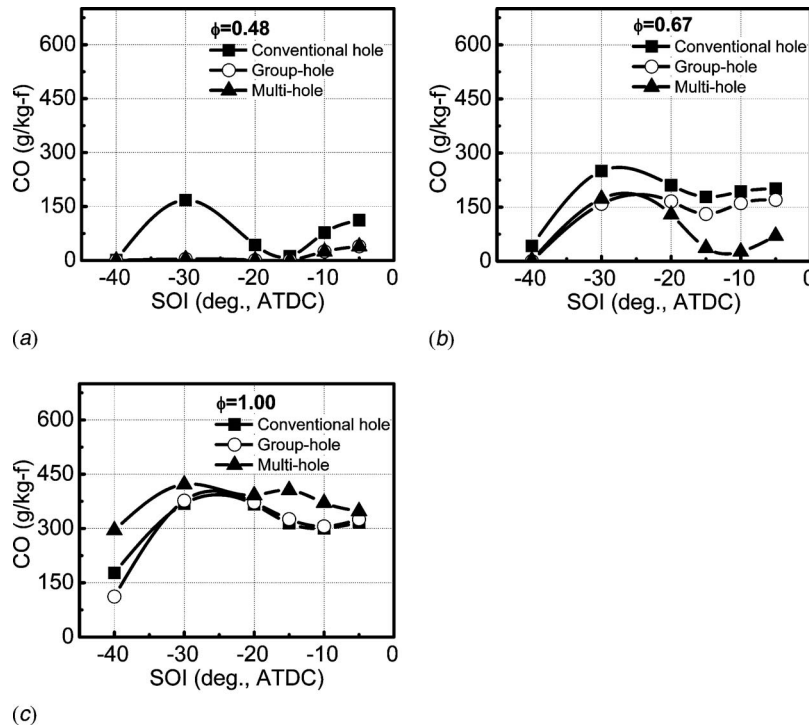 ϕ=0.48
Conventional hole
Group-hole
Multi-hole
600
450
300
150
0
CO (g/kg-f)
-40 -30 -20 -10 0
SOI (deg., ATDC)
(a)
ϕ=0.67
Conventional hole
Group-hole
Multi-hole
600
450
300
150
0
CO (g/kg-f)
-40 -30 -20 -10 0
SOI (deg., ATDC)
(b)
ϕ=1.00
Conventional hole
Group-hole
Multi-hole
600
450
300
150
0
CO (g/kg-f)
-40 -30 -20 -10 0
SOI (deg., ATDC)
(c)